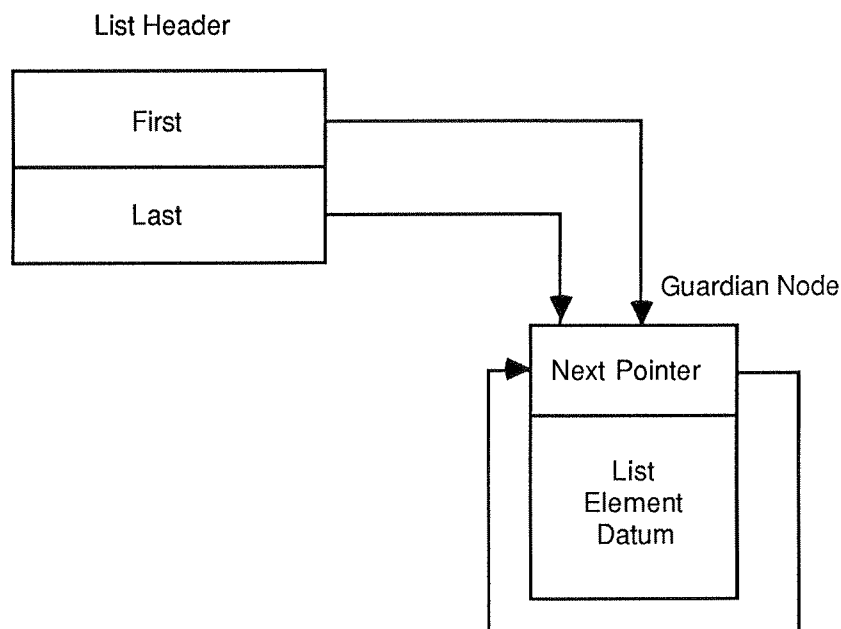 List Header
First
Last
Guardian Node
Next Pointer
List
Element
Datum